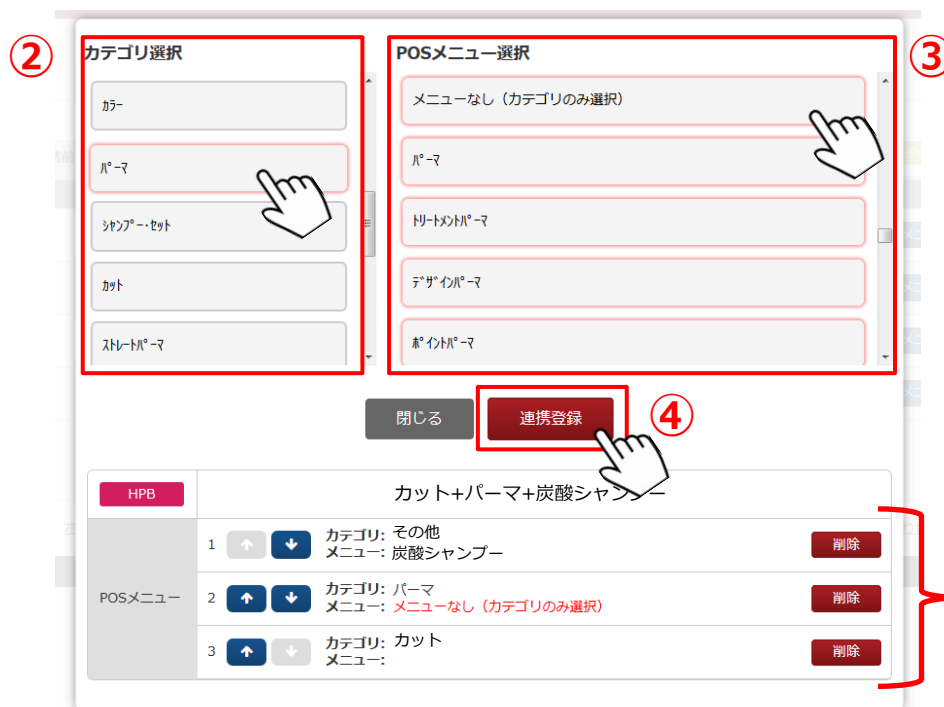 ②
カテゴリ選択
POSメニュー選択
③
ｶﾗｰ
メニューなし（カテゴリのみ選択）
ﾊﾟｰﾏ
ﾊﾟｰﾏ
ｼｬﾝﾌﾟｰ・ｾｯﾄ
ﾄﾘｰﾄﾒﾝﾄﾊﾟｰﾏ
ｶｯﾄ
ﾃﾞｻﾞｲﾝﾊﾟｰﾏ
ｽﾄﾚｰﾄﾊﾟｰﾏ
ﾎﾟｲﾝﾄﾊﾟｰﾏ
閉じる
連携登録
④
HPB
カット+パーマ+炭酸シャンプー
POSメニュー
1
カテゴリ: その他
メニュー: 炭酸シャンプー
削除
2
カテゴリ: パーマ
メニュー: メニューなし（カテゴリのみ選択）
削除
3
カテゴリ: カット
メニュー:
削除